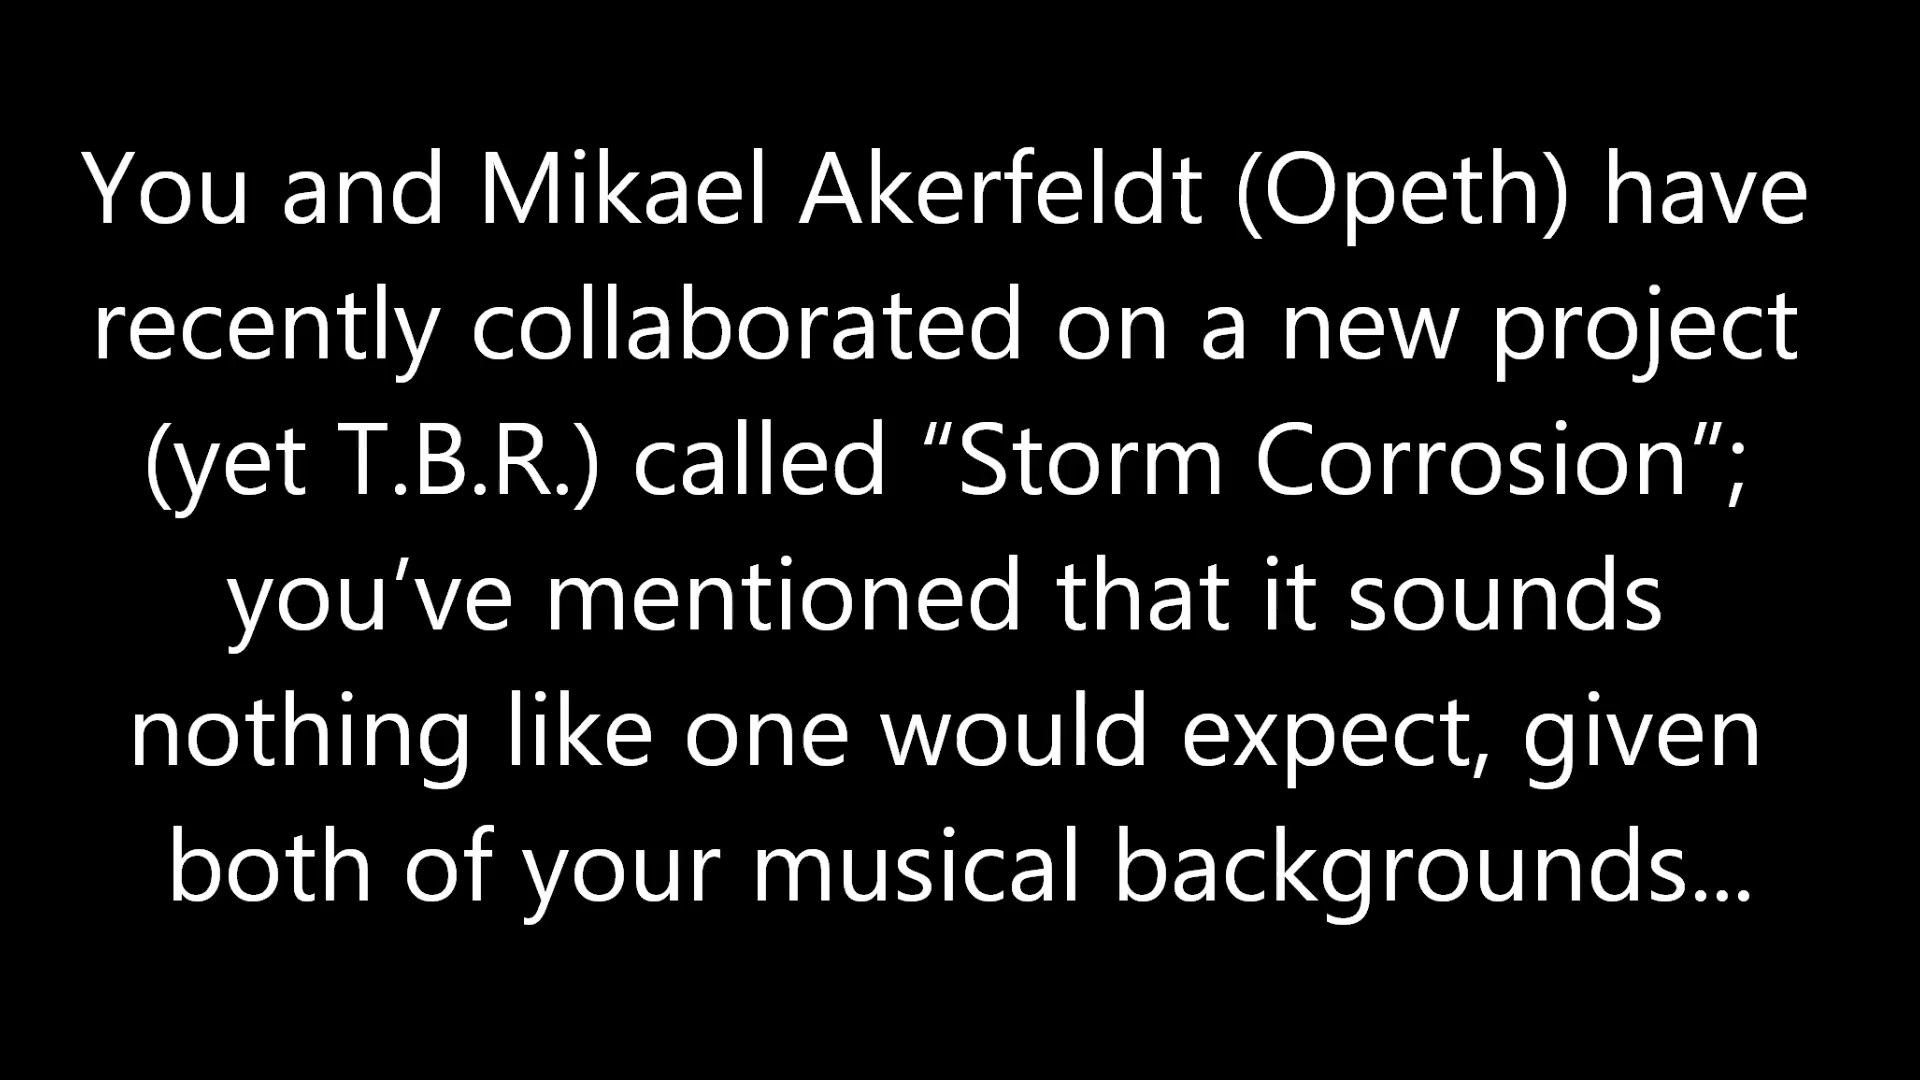 You and Mikael Akerfeldt (Opeth) have
recently collaborated on a new project
(yet T.B.R.) called “Storm Corrosion”;
you’ve mentioned that it sounds
nothing like one would expect, given
both of your musical backgrounds...